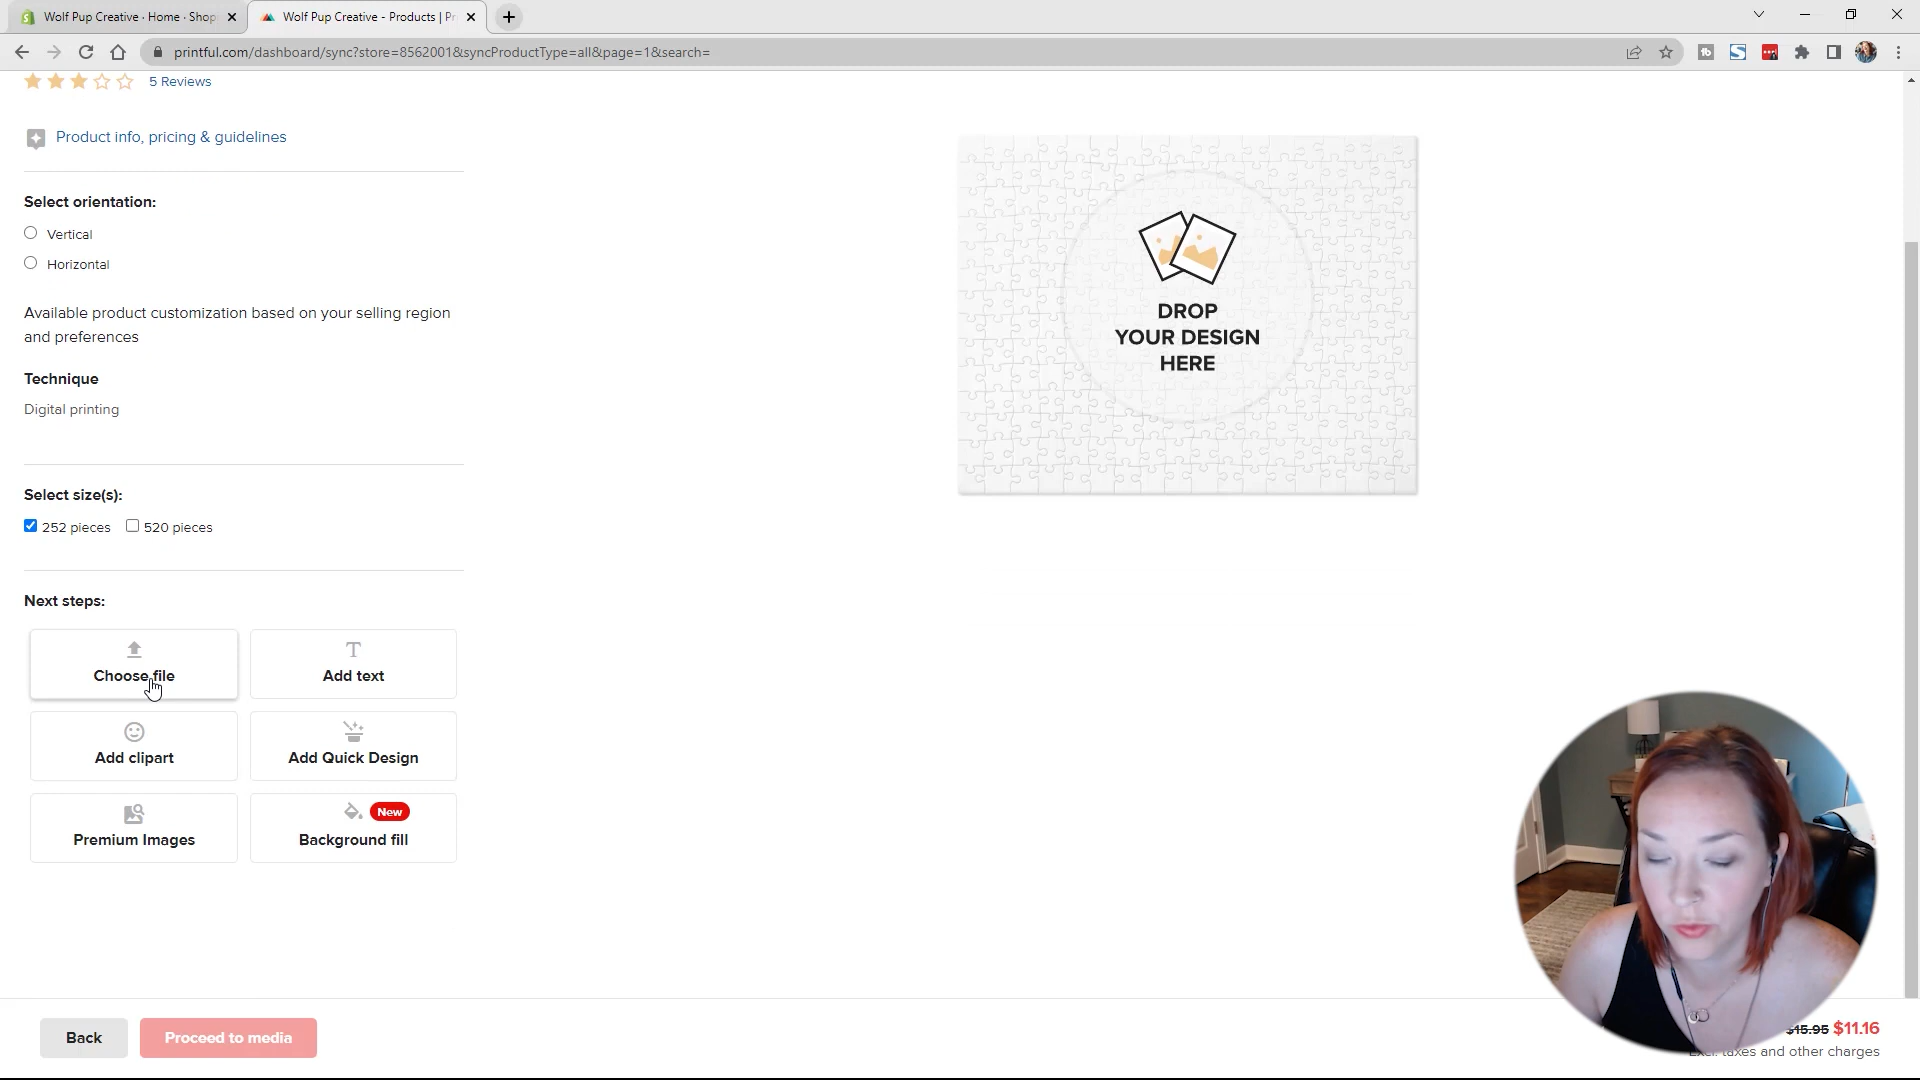 Wolf Pup Creative · Home · Shop
Wolf Pup Creative - Products | Pr
printful.com/dashboard/sync?store=8562001&syncProductType=all&page=1&search=
5 Reviews
Product info, pricing & guidelines
Select orientation:
Vertical
Horizontal
Available product customization based on your selling region
and preferences
Technique
Digital printing
Select size(s):
252 pieces 520 pieces
Next steps:
Choose file
Add text
Add clipart
Add Quick Design
Premium Images
New
Background fill
DROP
YOUR DESIGN
HERE
Back
Proceed to media
$15.95 $11.16
Excl. taxes and other charges